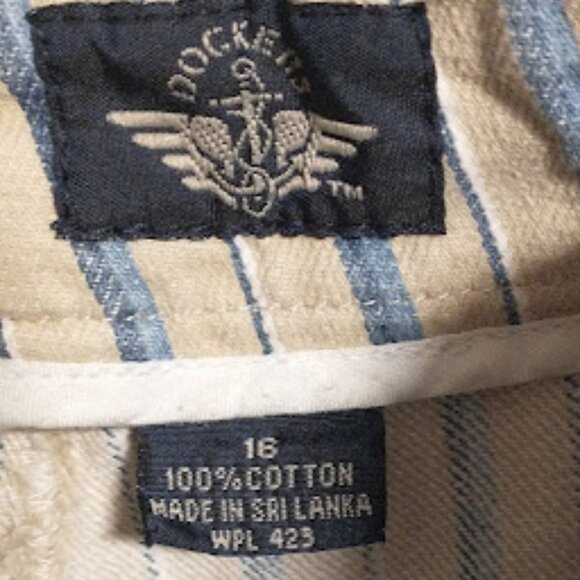 DOCKERS
TM
16
100%COTTON
MADE IN SRI LANKA
WPL 423